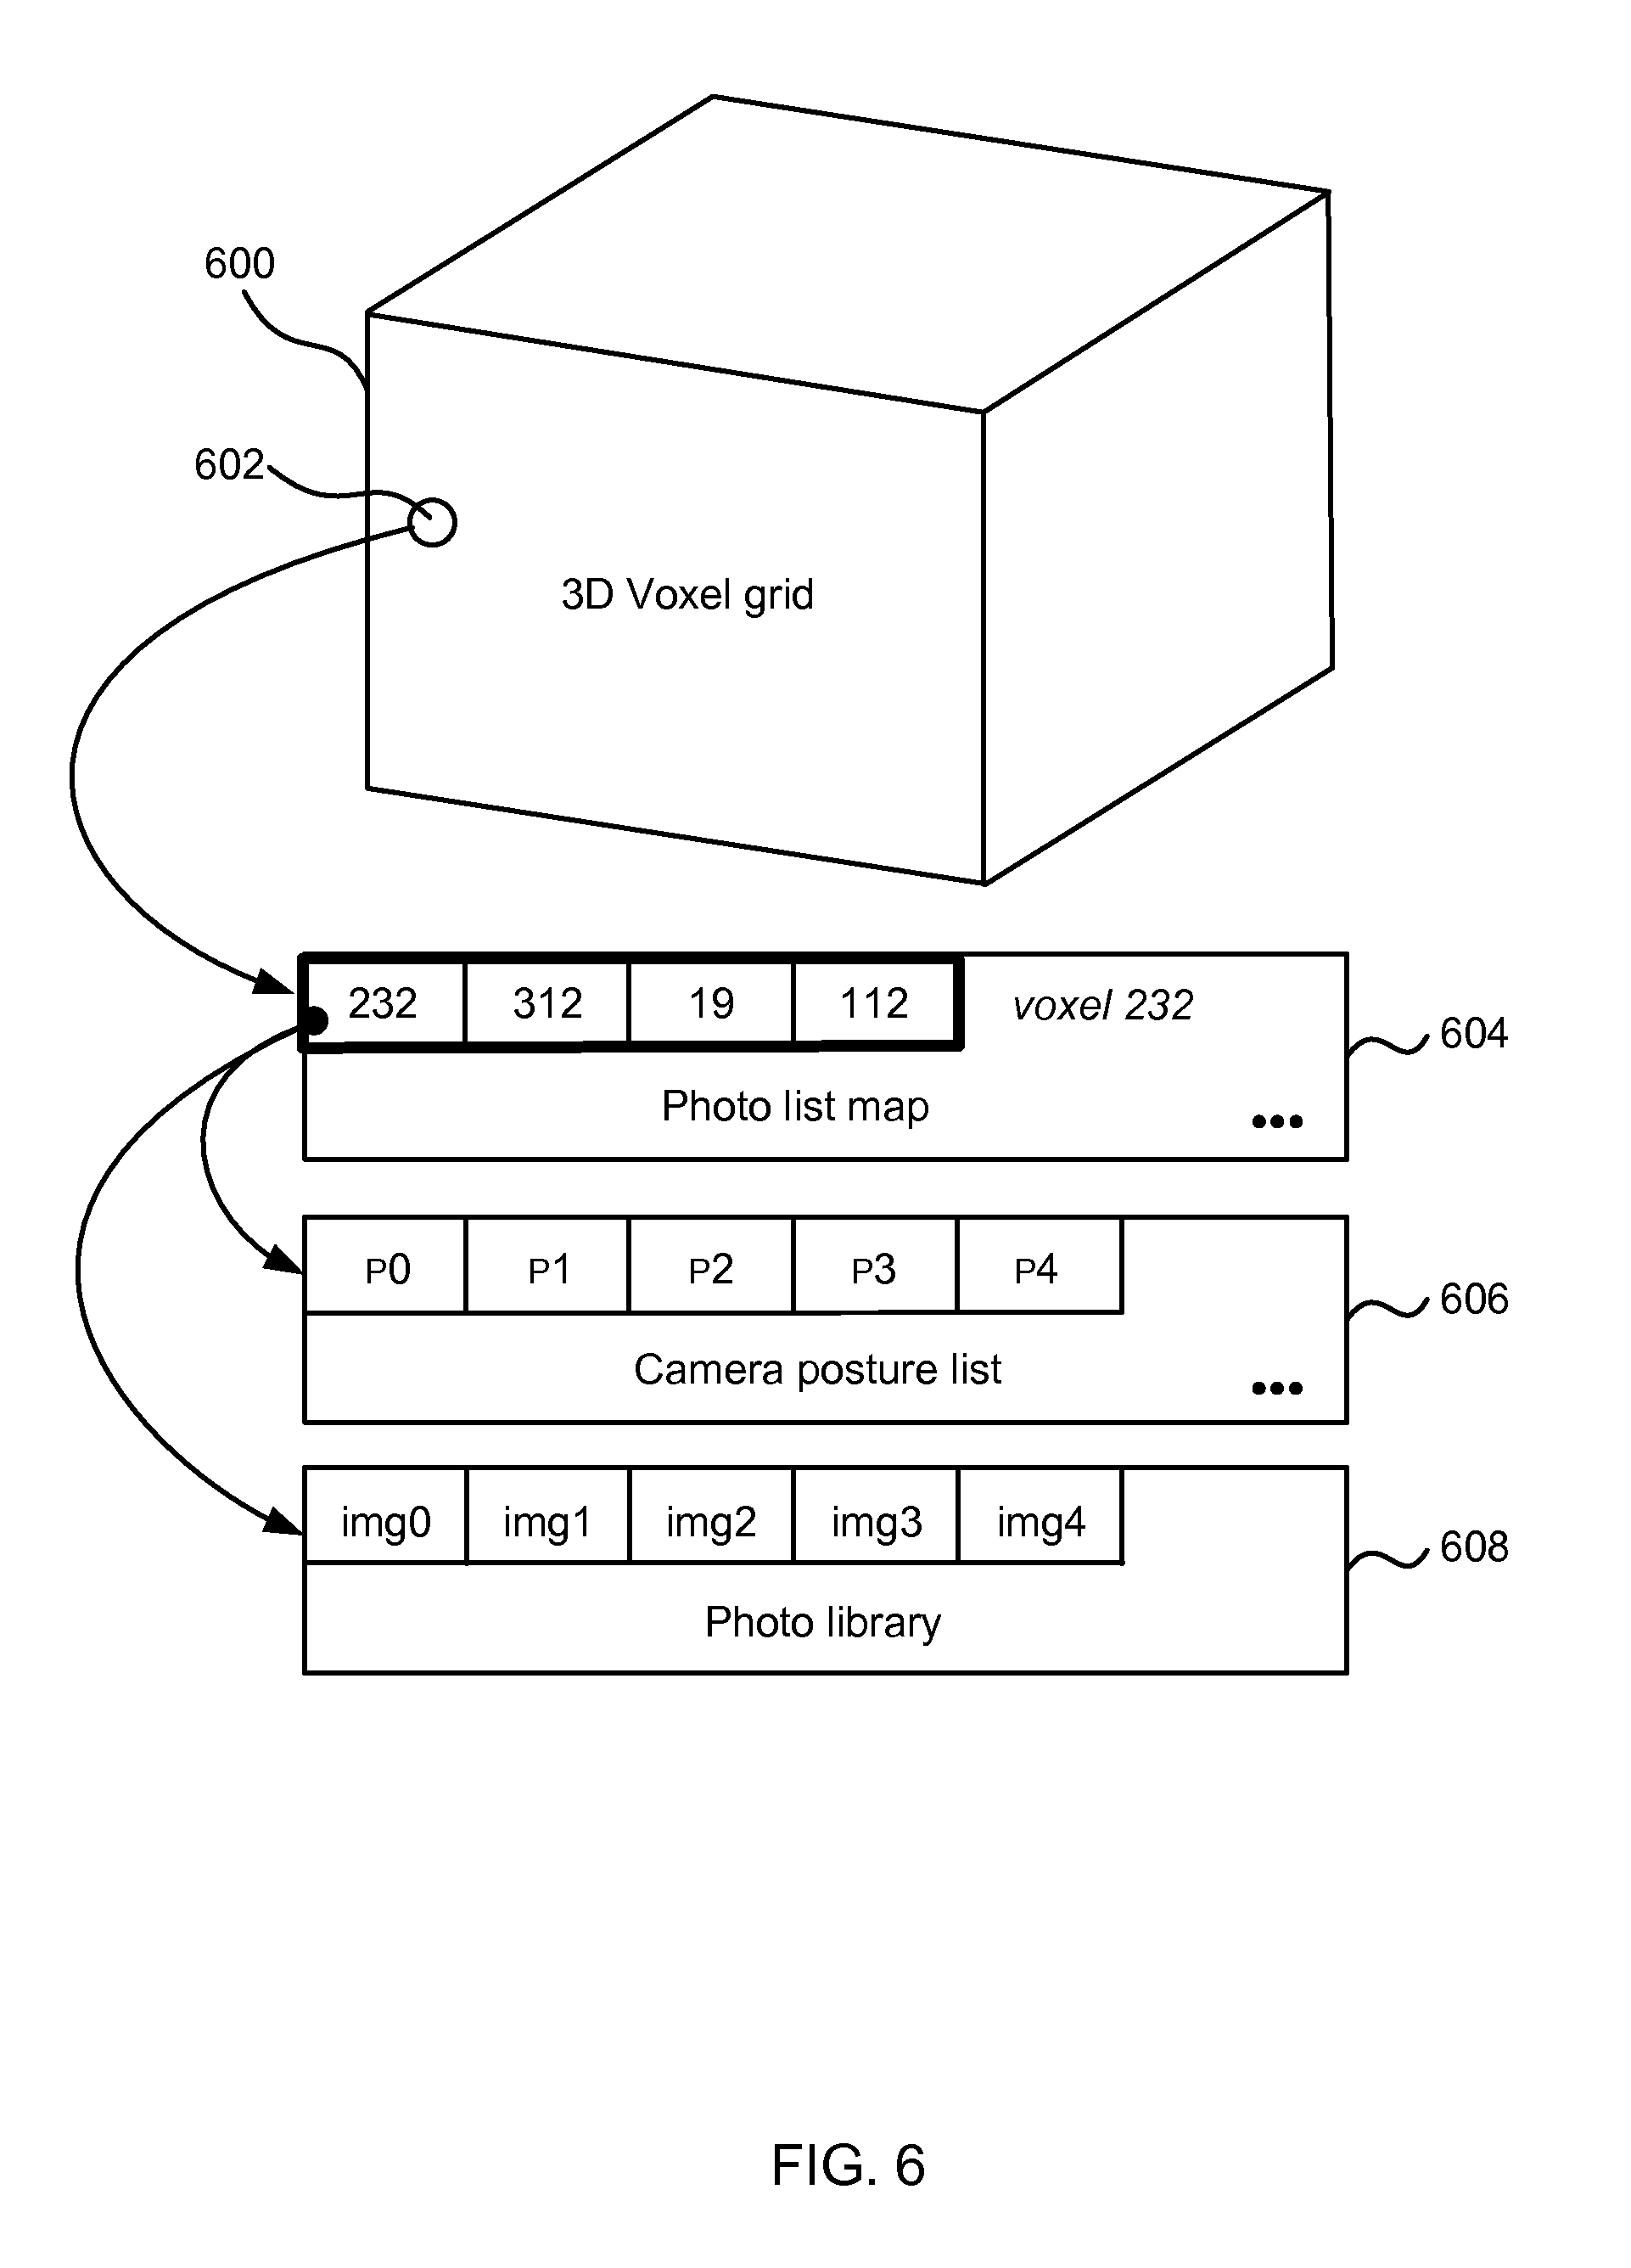 600
602
3D Voxel grid
232 312 19 112 voxel 232
604
Photo list map
•••
P0 P1 P2 P3 P4
606
Camera posture list
•••
img0 img1 img2 img3 img4
608
Photo library
FIG. 6